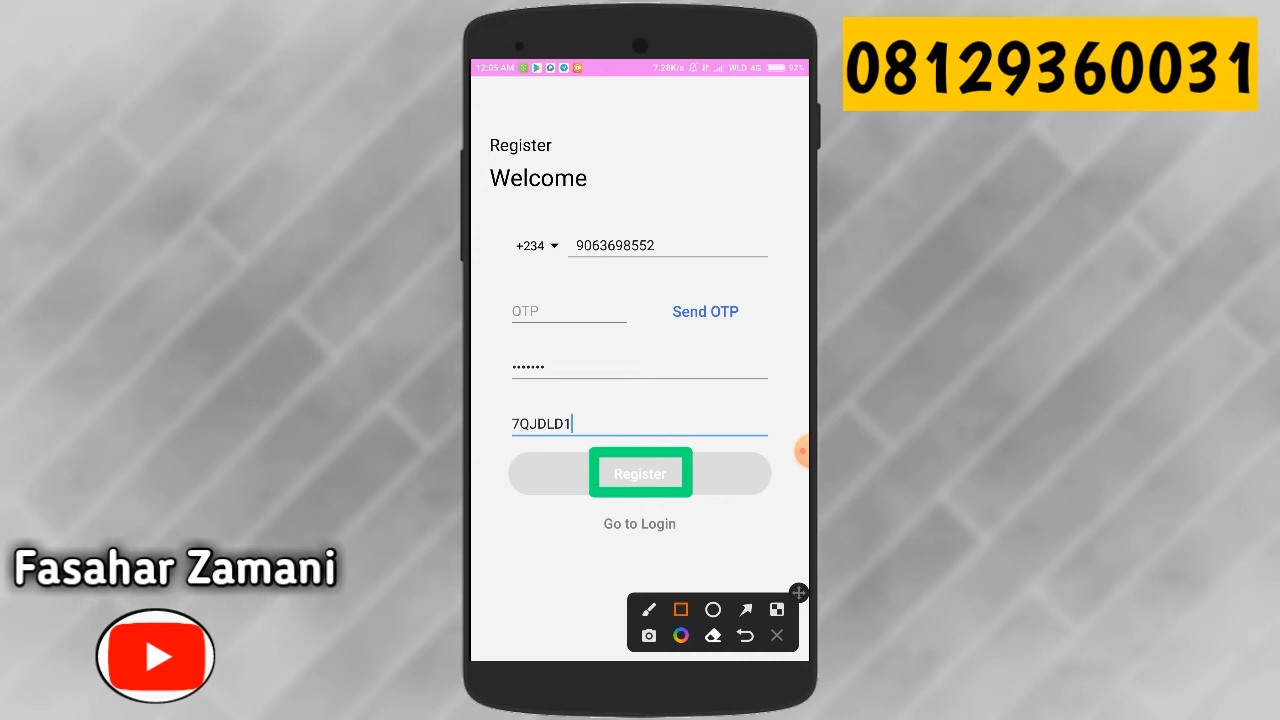 08129360031
12:05 AM
7.28K/s
WLD 4G
92%
Register
Welcome
+234
9063698552
OTP
Send OTP
•••••••
7QJDLD1
Register
Go to Login
Fasahar Zamani